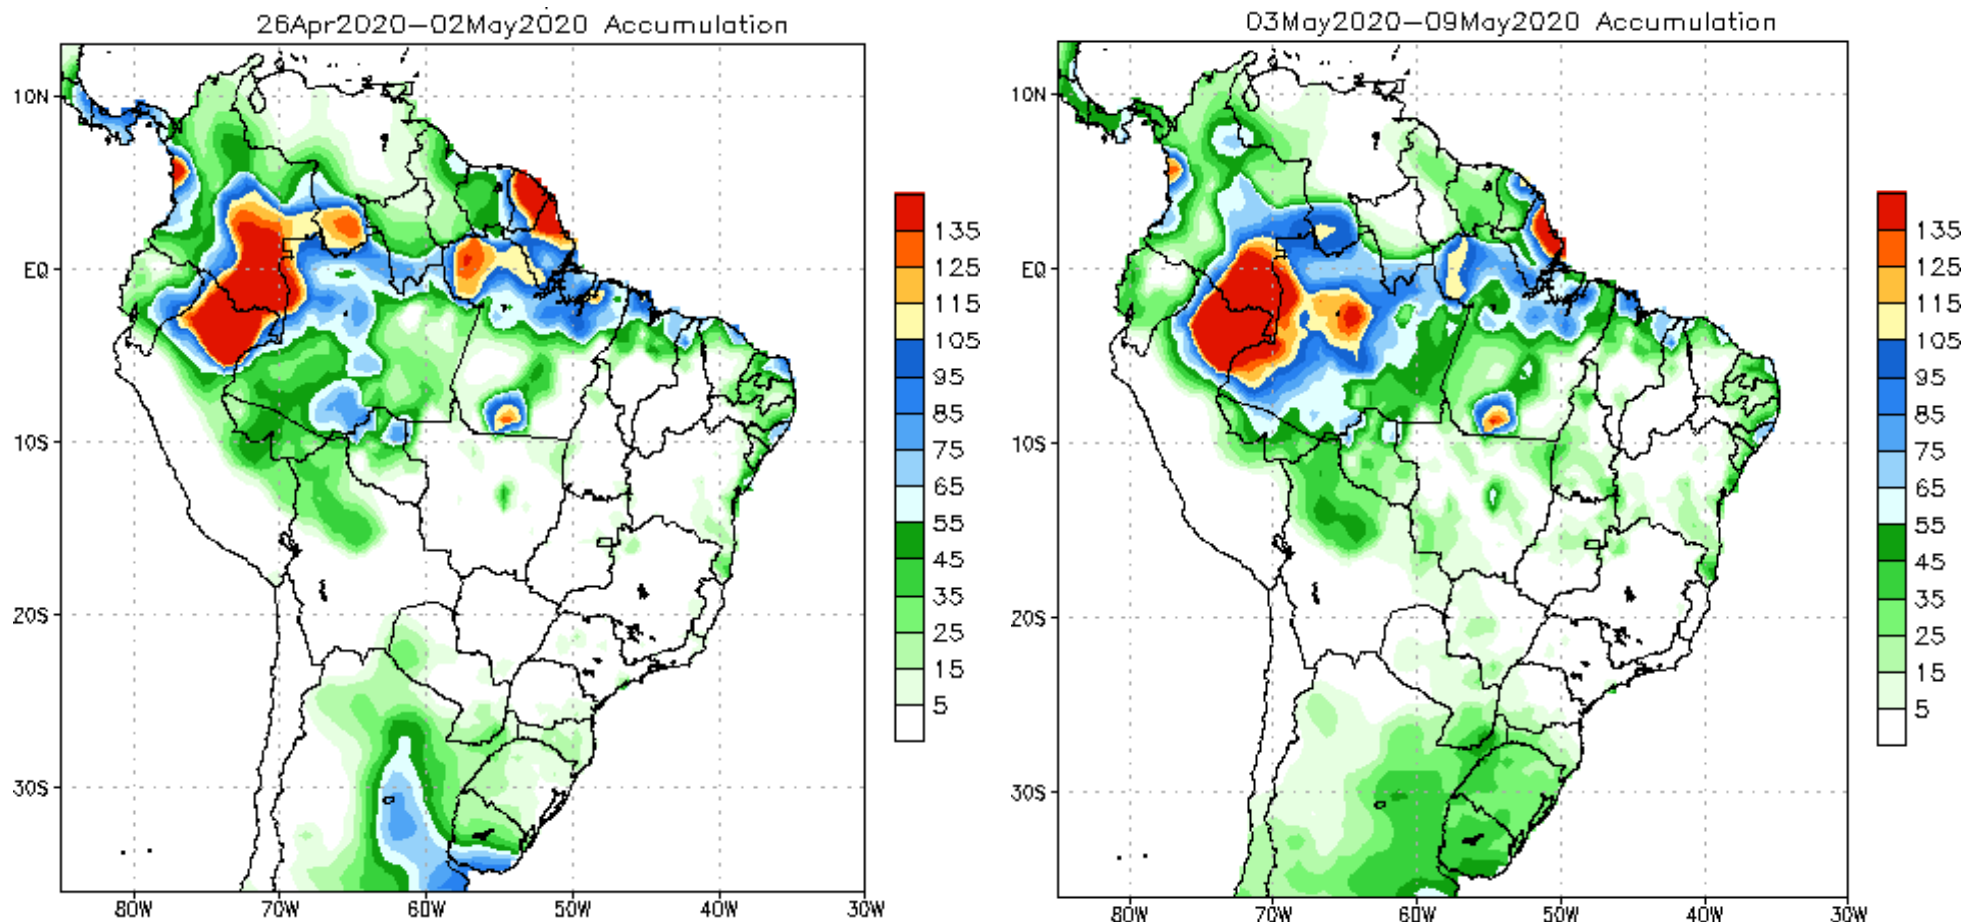 26Apr2020–02May2020 Accumulation
10N
EQ
10S
20S
30S
80W 70W 60W 50W 40W 30W
135
125
115
105
95
85
75
65
55
45
35
25
15
5
03May2020–09May2020 Accumulation
10N
EQ
10S
20S
30S
80W 70W 60W 50W 40W 30W
135
125
115
105
95
85
75
65
55
45
35
25
15
5